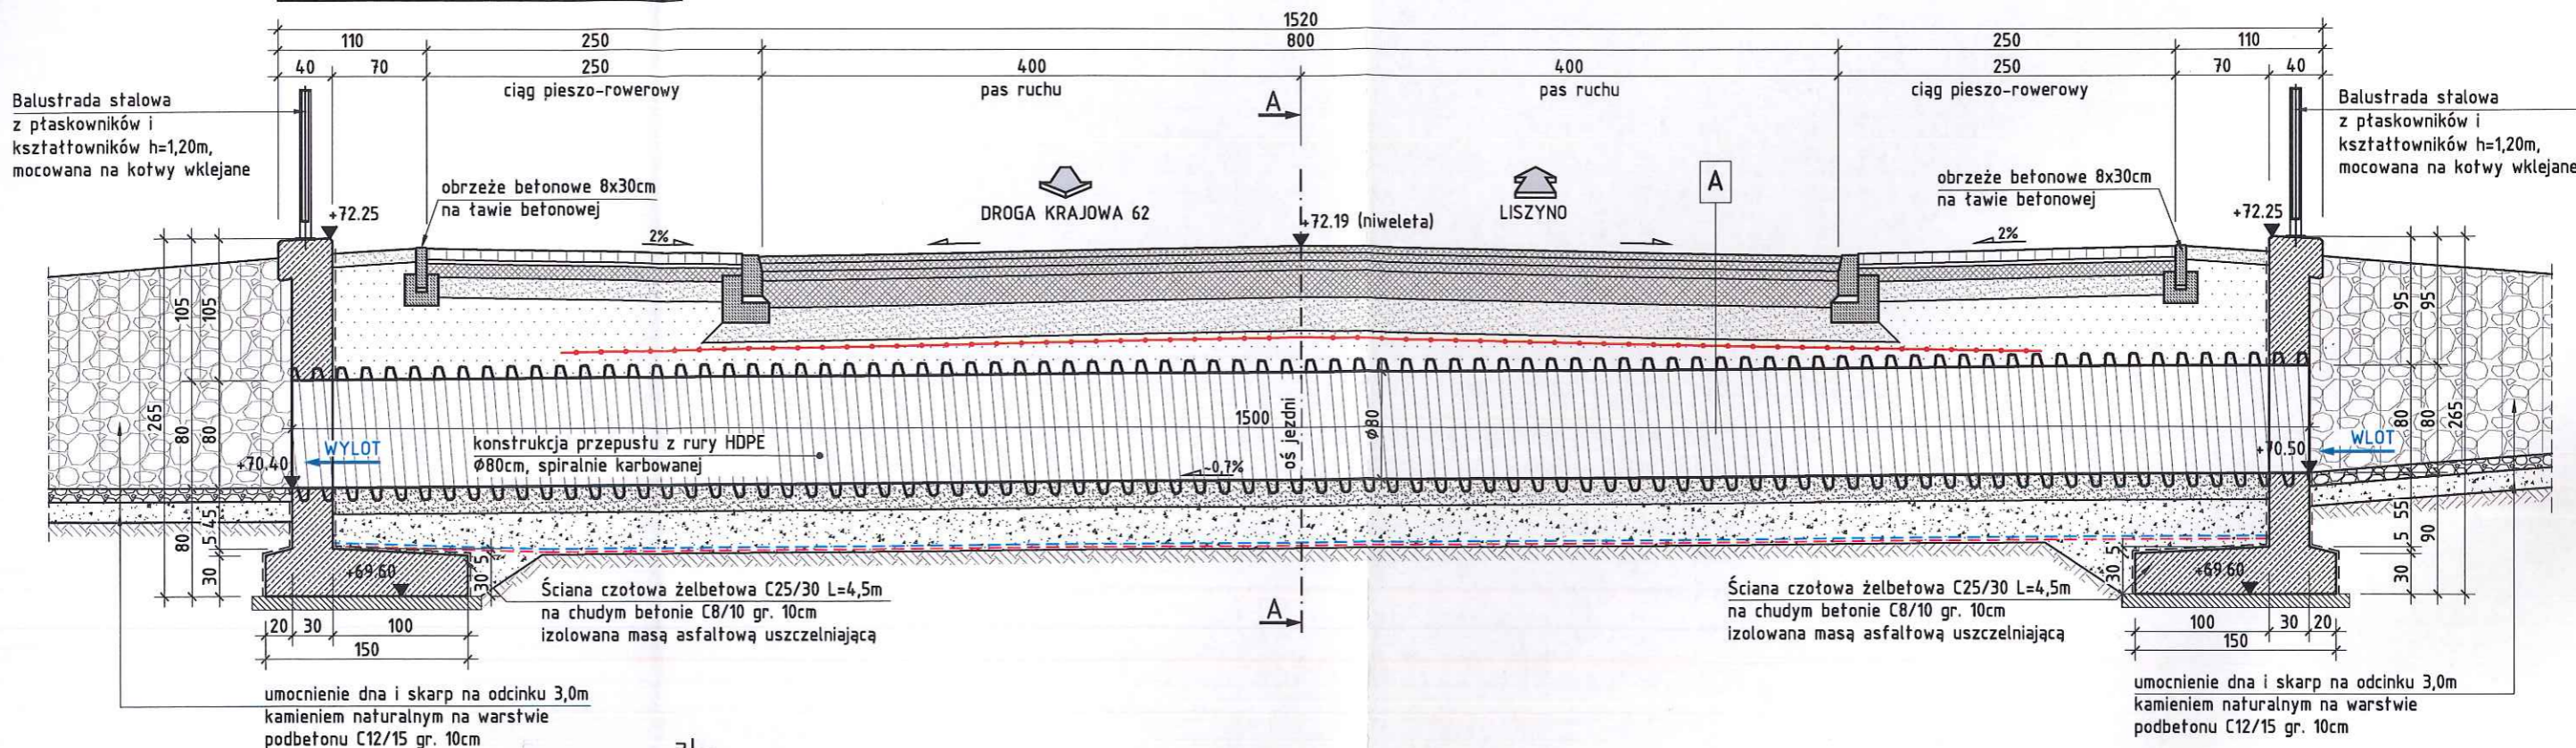 1520
110 250 800 250 110
40 70 250 400 400 250 70 40
ciąg pieszo-rowerowy
pas ruchu
pas ruchu
ciąg pieszo-rowerowy
Balustrada stalowa
z płaskowników i
kształtowników h=1,20m,
mocowana na kotwy wklejane
Balustrada stalowa
z płaskowników i
kształtowników h=1,20m,
mocowana na kotwy wklejane
A
A
obrzeże betonowe 8x30cm
na ławie betonowej
obrzeże betonowe 8x30cm
na ławie betonowej
DROGA KRAJOWA 62
LISZYNO
+72.25
+72.19 (niweleta)
+72.25
2%
2%
105
105
95
95
265
80
80
1500
oś jezdni
Ø80
80
80
265
WYLOT
konstrukcja przepustu z rury HDPE
Ø80cm, spiralnie karbowanej
WLOT
+70.40
~0,7%
+70.50
80
45
5
30
+69.60
30
5
55
5
30
90
30
5
+69.60
Ściana czołowa żelbetowa C25/30 L=4,5m
na chudym betonie C8/10 gr. 10cm
izolowana masą asfaltową uszczelniającą
Ściana czołowa żelbetowa C25/30 L=4,5m
na chudym betonie C8/10 gr. 10cm
izolowana masą asfaltową uszczelniającą
A
20 30 100
150
100 30 20
150
umocnienie dna i skarp na odcinku 3,0m
kamieniem naturalnym na warstwie
podbetonu C12/15 gr. 10cm
umocnienie dna i skarp na odcinku 3,0m
kamieniem naturalnym na warstwie
podbetonu C12/15 gr. 10cm